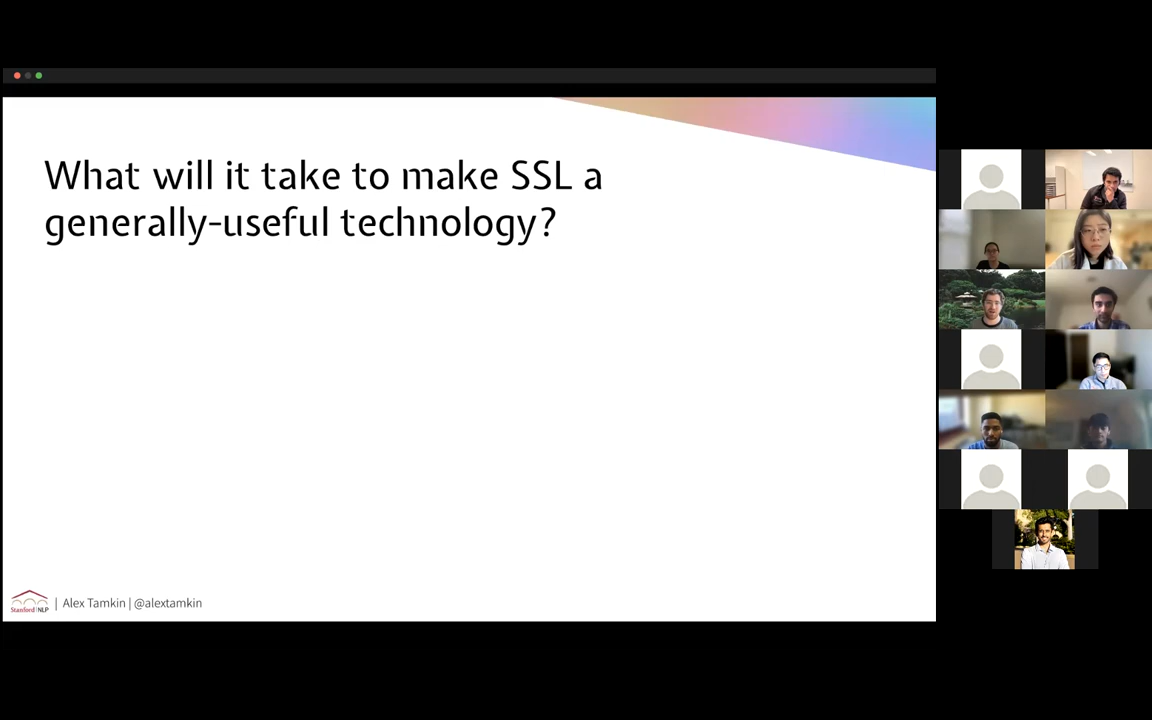 What will it take to make SSL a
generally-useful technology?
Stanford | NLP | Alex Tamkin | @alextamkin